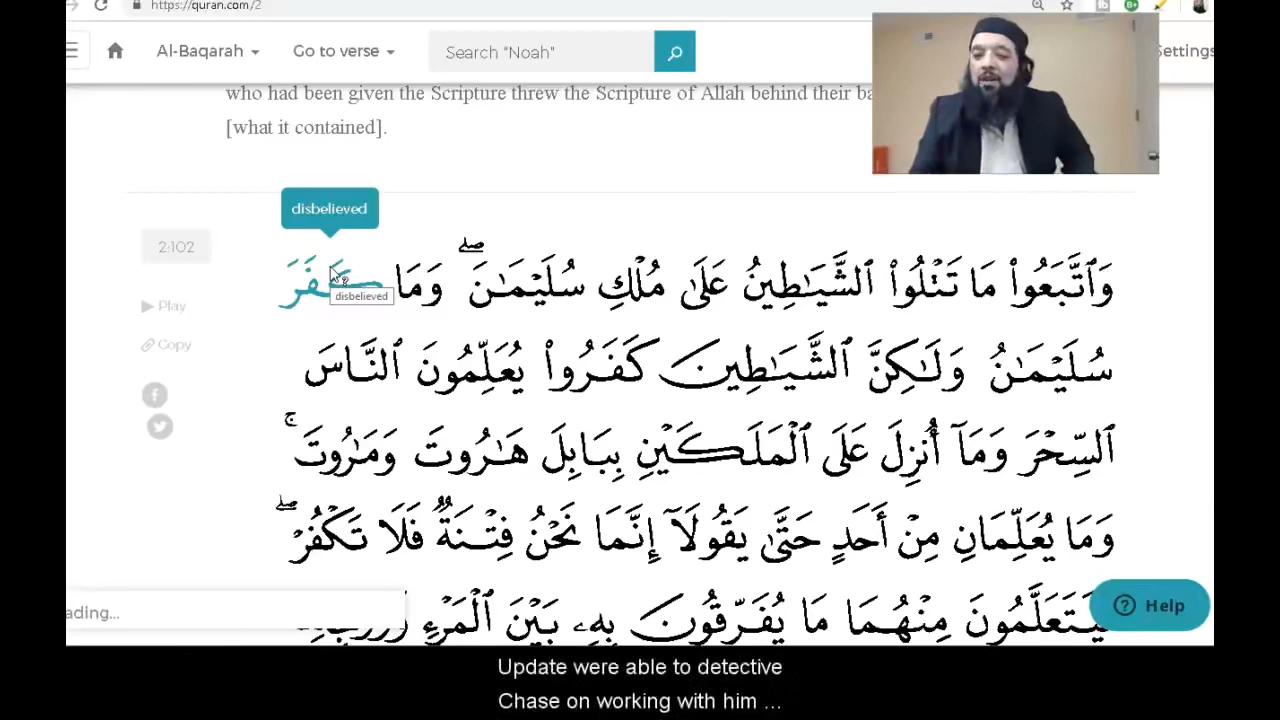 https://quran.com/2
Al-Baqarah Go to verse Search "Noah" Settings
who had been given the Scripture threw the Scripture of Allah behind their
[what it contained].
disbelieved
2:102
وَٱتَّبَعُوا۟ مَا تَتْلُوا۟ ٱلشَّيَـٰطِينُ عَلَىٰ مُلْكِ سُلَيْمَـٰنَ ۖ وَمَا كَفَرَ
disbelieved
Play
سُلَيْمَـٰنُ وَلَـٰكِنَّ ٱلشَّيَـٰطِينَ كَفَرُوا۟ يُعَلِّمُونَ ٱلنَّاسَ
Copy
ٱلسِّحْرَ وَمَآ أُنزِلَ عَلَى ٱلْمَلَكَيْنِ بِبَابِلَ هَـٰرُوتَ وَمَـٰرُوتَ ۚ
وَمَا يُعَلِّمَانِ مِنْ أَحَدٍ حَتَّىٰ يَقُولَآ إِنَّمَا نَحْنُ فِتْنَةٌ فَلَا تَكْفُرْ ۖ
فَيَتَعَلَّمُونَ مِنْهُمَا مَا يُفَرِّقُونَ بِهِۦ بَيْنَ ٱلْمَرْءِ
ading...
Help
Update were able to detective
Chase on working with him ...